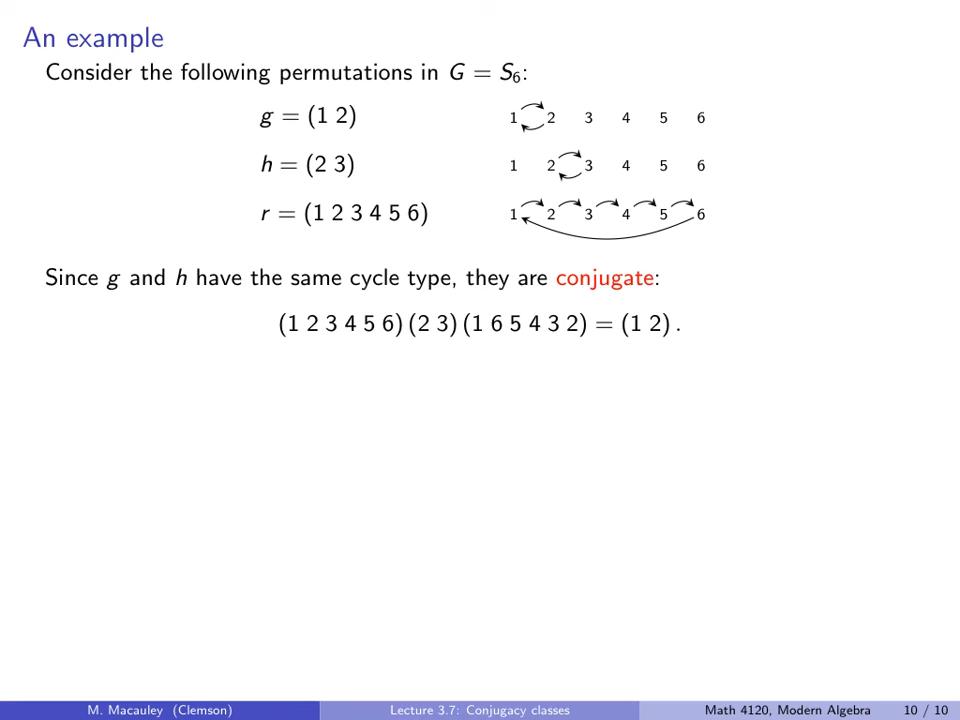 An example
Consider the following permutations in G = S₆:
g = (1 2) 1 2 3 4 5 6
h = (2 3) 1 2 3 4 5 6
r = (1 2 3 4 5 6) 1 2 3 4 5 6
Since g and h have the same cycle type, they are conjugate:
(1 2 3 4 5 6) (2 3) (1 6 5 4 3 2) = (1 2) .
M. Macauley (Clemson) Lecture 3.7: Conjugacy classes Math 4120, Modern Algebra 10 / 10